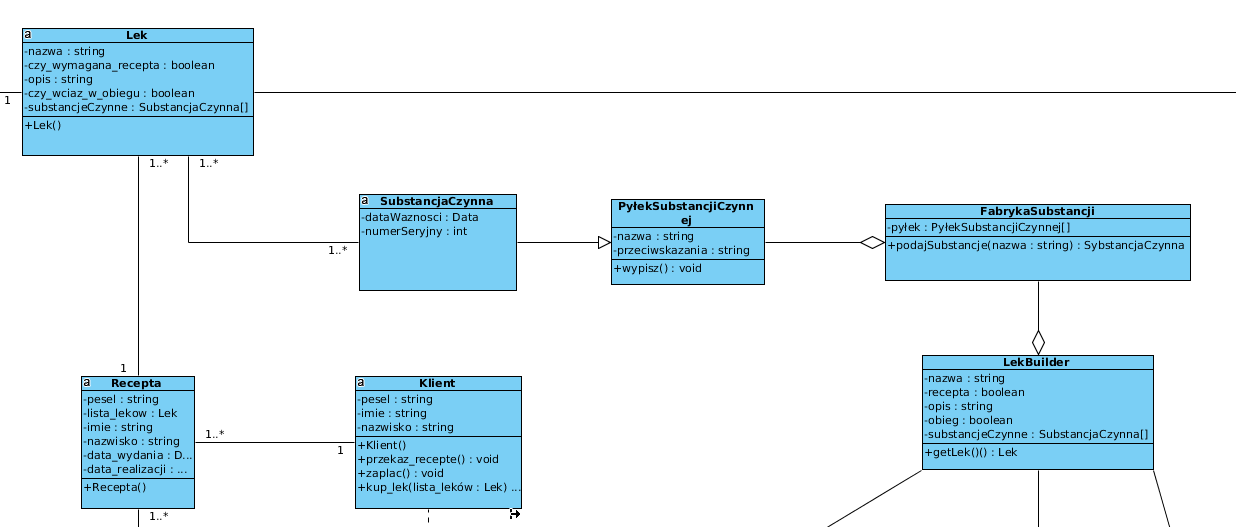 a
Lek
-nazwa : string
-czy_wymagana_recepta : boolean
-opis : string
-czy_wciaz_w_obiegu : boolean
-substancjeCzynne : SubstancjaCzynna[]
+Lek()
1
1..*
1..*
a
SubstancjaCzynna
-dataWaznosci : Data
-numerSeryjny : int
1..*
PyłekSubstancjiCzynn
ej
-nazwa : string
-przeciwskazania : string
+wypisz() : void
FabrykaSubstancji
-pyłek : PyłekSubstancjiCzynnej[]
+podajSubstancje(nazwa : string) : SybstancjaCzynna
1
a
Recepta
-pesel : string
-lista_lekow : Lek
-imie : string
-nazwisko : string
-data_wydania : D...
-data_realizacji : ...
+Recepta()
1..*
1..*
1
a
Klient
-pesel : string
-imie : string
-nazwisko : string
+Klient()
+przekaz_recepte() : void
+zaplac() : void
+kup_lek(lista_leków : Lek) ...
LekBuilder
-nazwa : string
-recepta : boolean
-opis : string
-obieg : boolean
-substancjeCzynne : SubstancjaCzynna[]
+getLek()() : Lek